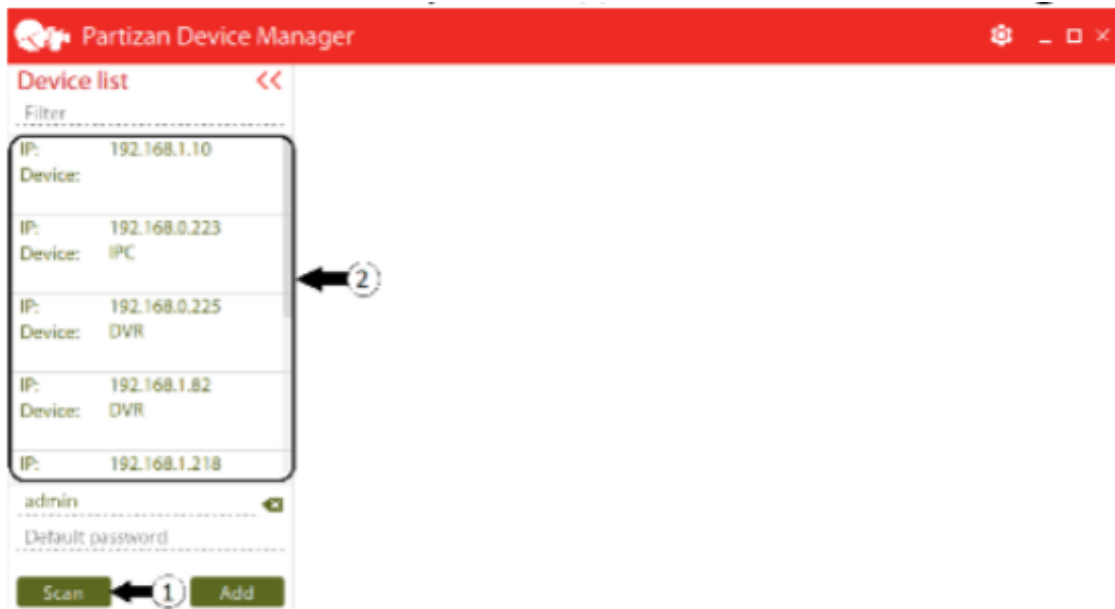 Partizan Device Manager
Device list <<
Filter
IP: 192.168.1.10
Device:
IP: 192.168.0.223
Device: IPC
IP: 192.168.0.225
Device: DVR
IP: 192.168.1.82
Device: DVR
IP: 192.168.1.218
2
admin
Default password
Scan 1 Add